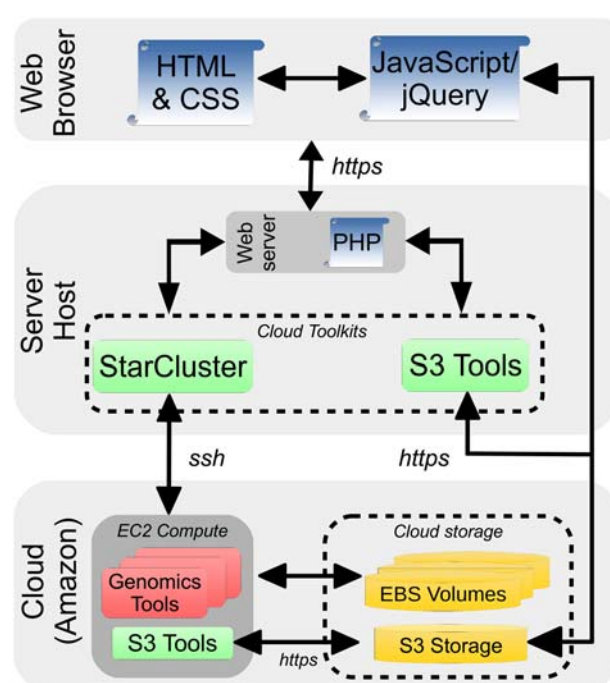 Web
Browser
HTML
& CSS
JavaScript/
jQuery
https
Server
Host
Web
server
PHP
Cloud Toolkits
StarCluster
S3 Tools
ssh
https
Cloud
(Amazon)
EC2 Compute
Genomics
Tools
S3 Tools
https
Cloud storage
EBS Volumes
S3 Storage